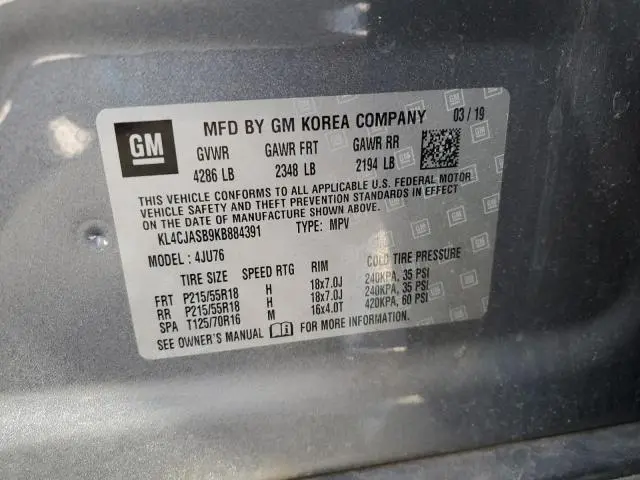 GM MFD BY GM KOREA COMPANY 03/19
GVWR GAWR FRT GAWR RR
4286 LB 2348 LB 2194 LB
THIS VEHICLE CONFORMS TO ALL APPLICABLE U.S. FEDERAL MOTOR
VEHICLE SAFETY AND THEFT PREVENTION STANDARDS IN EFFECT
ON THE DATE OF MANUFACTURE SHOWN ABOVE.
KL4CJASB9KB884391 TYPE: MPV
MODEL: 4JU76
TIRE SIZE SPEED RTG RIM COLD TIRE PRESSURE
FRT P215/55R18 H 18x7.0J 240KPA, 35 PSI
RR P215/55R18 H 18x7.0J 240KPA, 35 PSI
SPA T125/70R16 M 16x4.0T 420KPA, 60 PSI
SEE OWNER'S MANUAL FOR MORE INFORMATION.